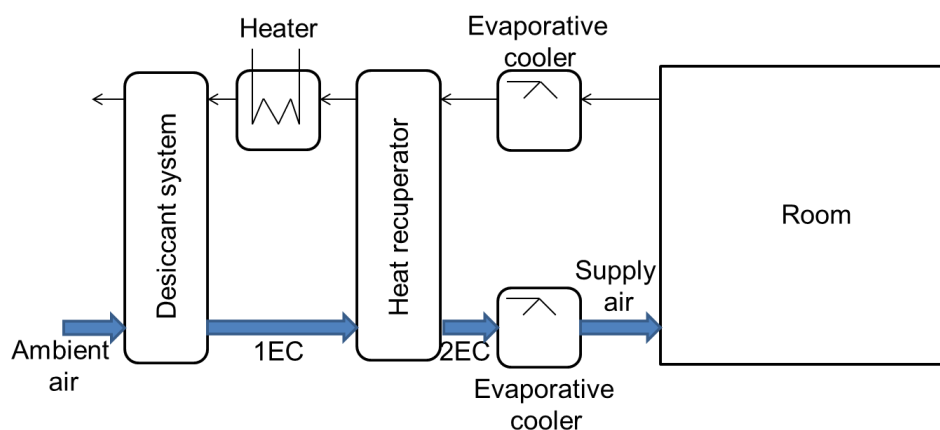 Heater
Evaporative
cooler
Desiccant system
Heat recuperator
Room
Supply
air
Ambient
air
1EC
2EC
Evaporative
cooler